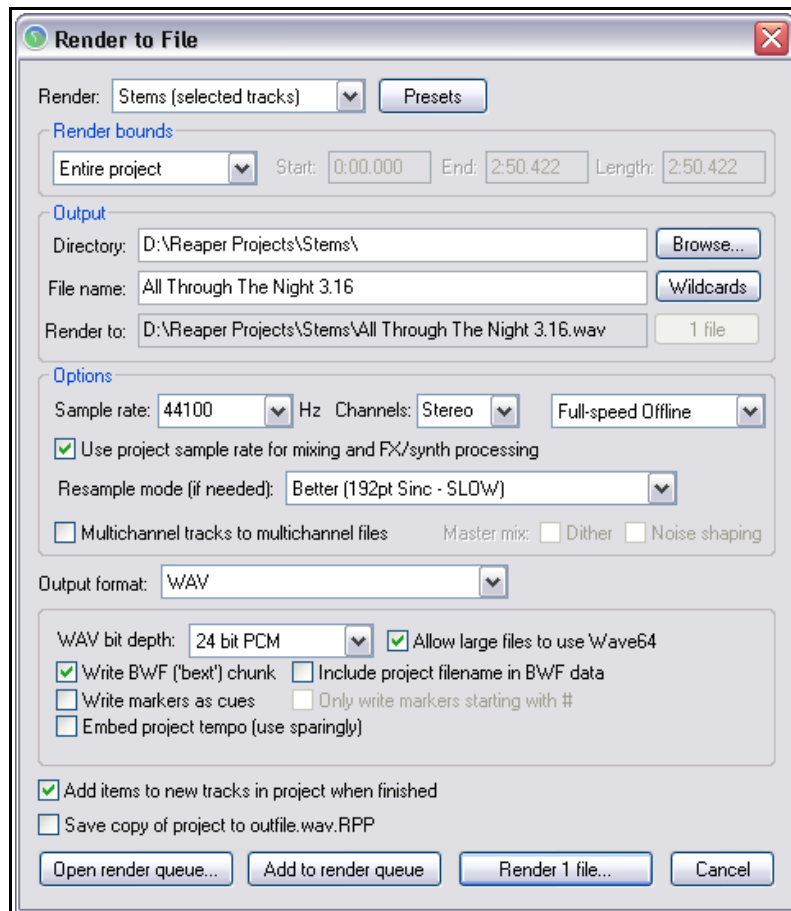 Render to File
Render: Stems (selected tracks) Presets
Render bounds
Entire project Start: 0:00.000 End: 2:50.422 Length: 2:50.422
Output
Directory: D:\Reaper Projects\Stems\ Browse...
File name: All Through The Night 3.16 Wildcards
Render to: D:\Reaper Projects\Stems\All Through The Night 3.16.wav 1 file
Options
Sample rate: 44100 Hz Channels: Stereo Full-speed Offline
Use project sample rate for mixing and FX/synth processing
Resample mode (if needed): Better (192pt Sinc - SLOW)
Multichannel tracks to multichannel files Master mix: Dither Noise shaping
Output format: WAV
WAV bit depth: 24 bit PCM Allow large files to use Wave64
Write BWF ('bext') chunk Include project filename in BWF data
Write markers as cues Only write markers starting with #
Embed project tempo (use sparingly)
Add items to new tracks in project when finished
Save copy of project to outfile.wav.RPP
Open render queue... Add to render queue Render 1 file... Cancel